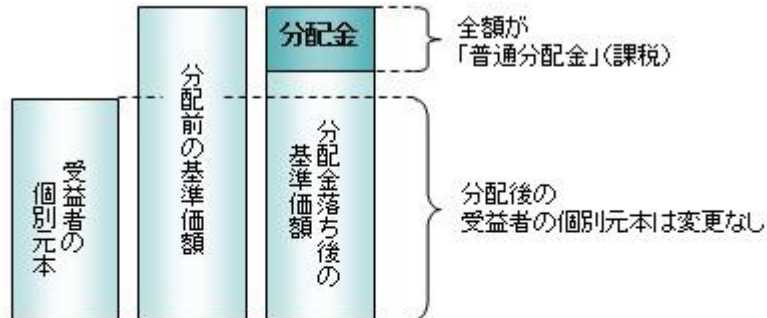 受益者の
個別元本
分配前の基準価額
分配金
分配金落ち後の
基準価額
全額が
「普通分配金」(課税)
分配後の
受益者の個別元本は変更なし